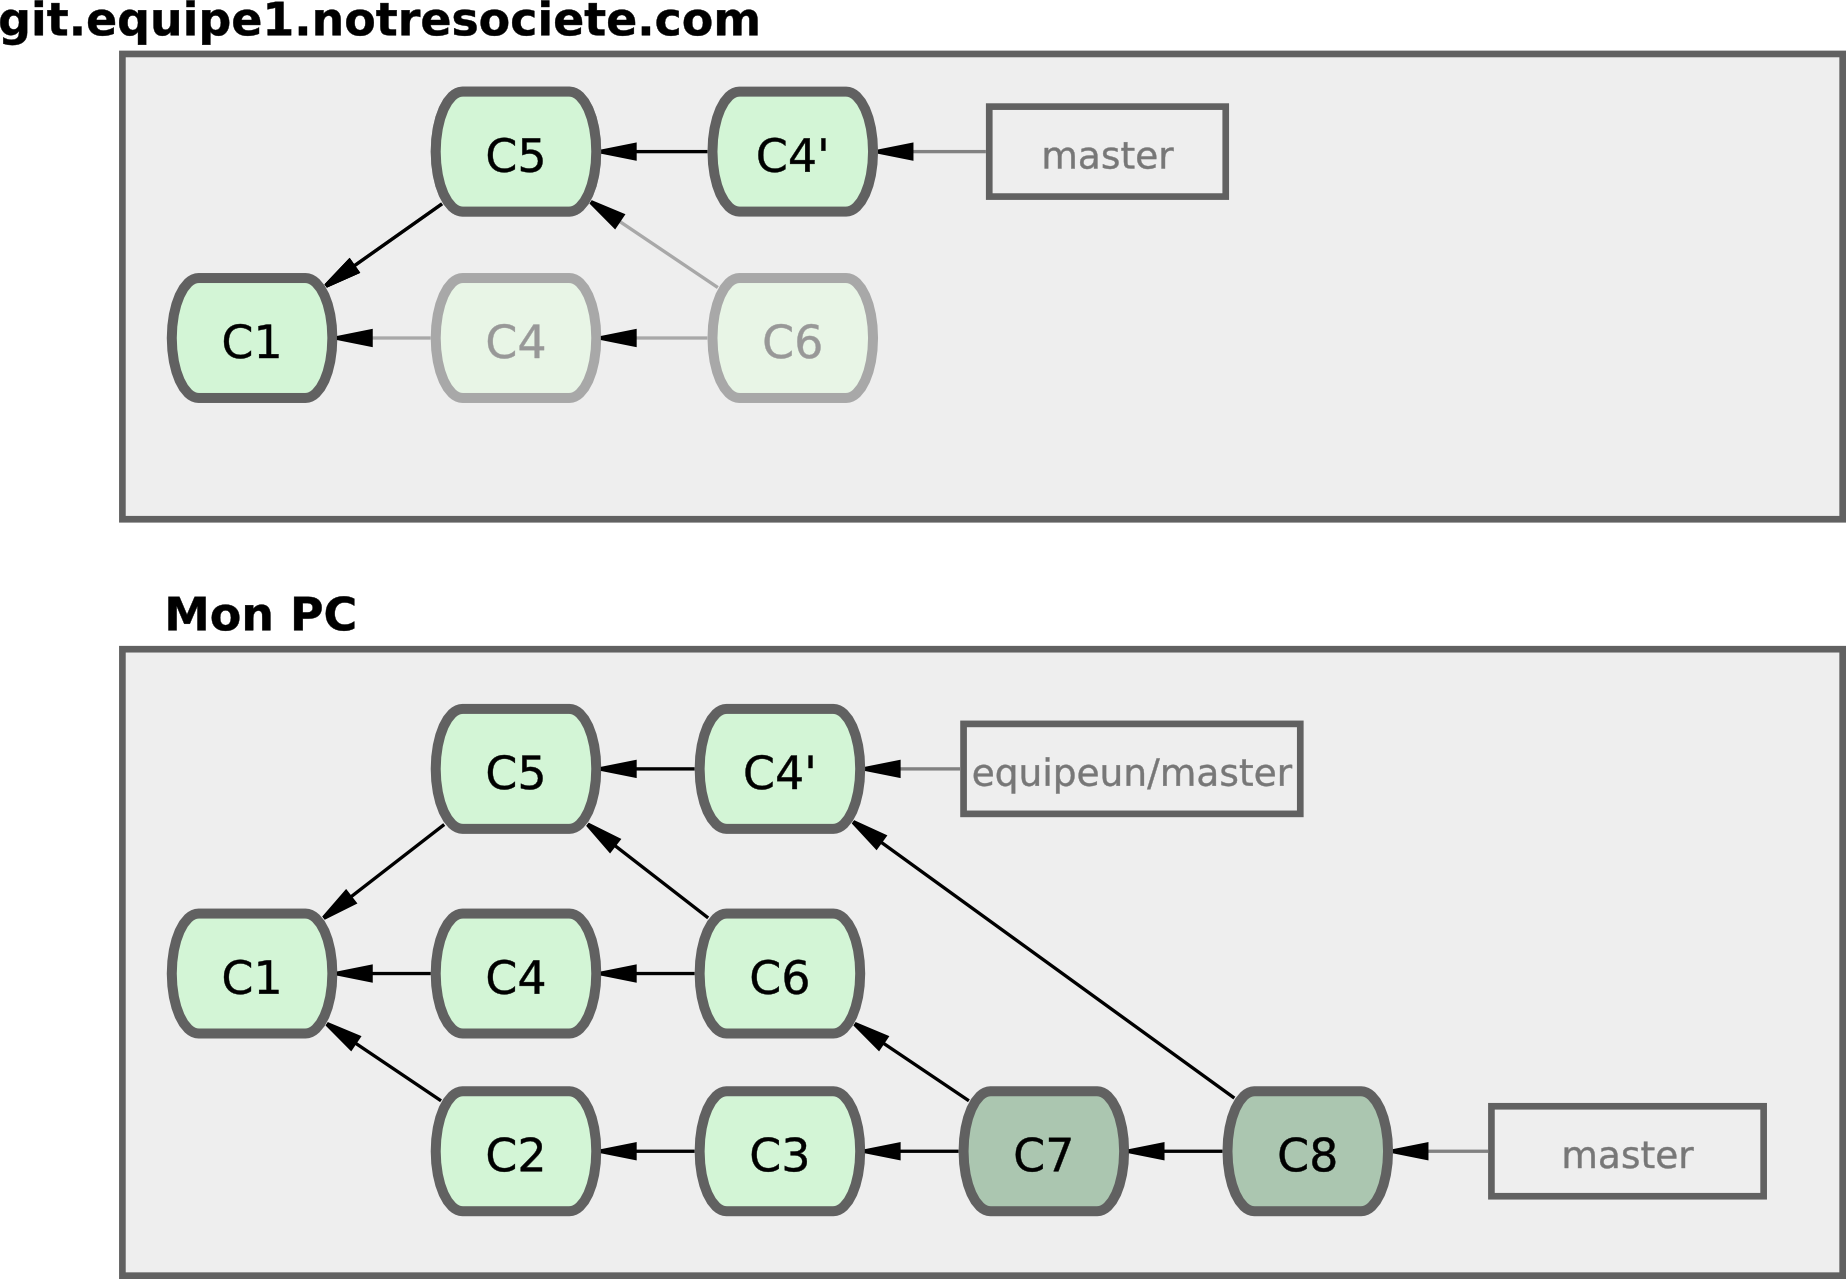 git.equipe1.notresociete.com
C5 C4' master
C1 C4 C6
Mon PC
C5 C4' equipeun/master
C1 C4 C6
C2 C3 C7 C8 master